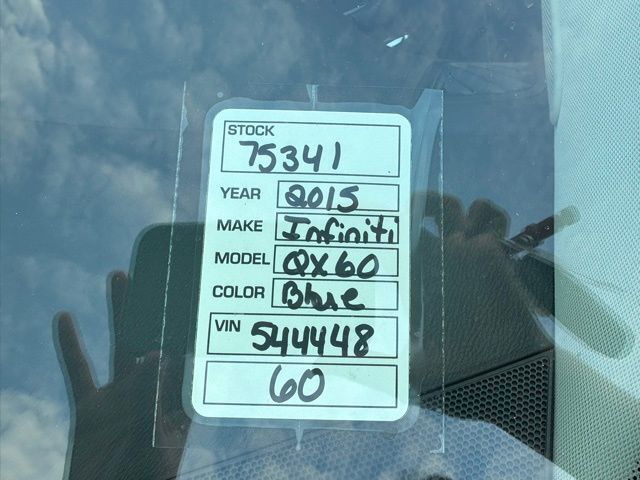 STOCK
75341
YEAR 2015
MAKE Infiniti
MODEL QX60
COLOR Blue
VIN 544448
60